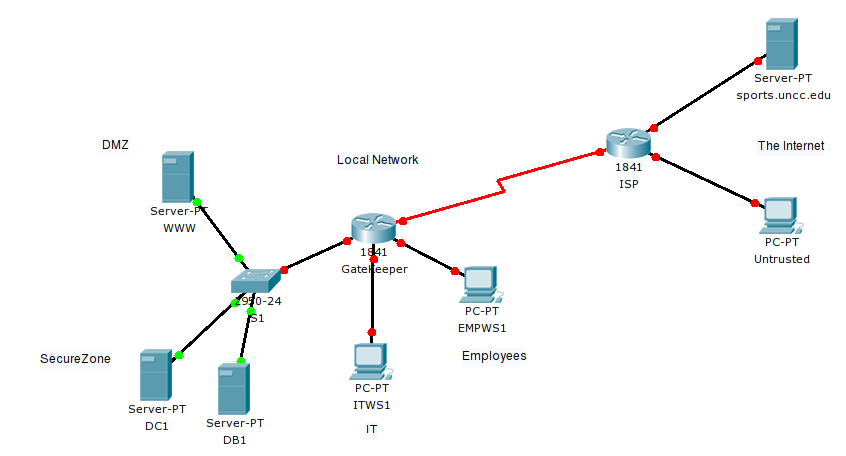 Server-PT
sports.uncc.edu
DMZ
The Internet
Local Network
1841
ISP
Server-PT
WWW
PC-PT
Untrusted
1841
GateKeeper
2950-24
S1
PC-PT
EMPWS1
Employees
SecureZone
PC-PT
ITWS1
IT
Server-PT
DC1
Server-PT
DB1